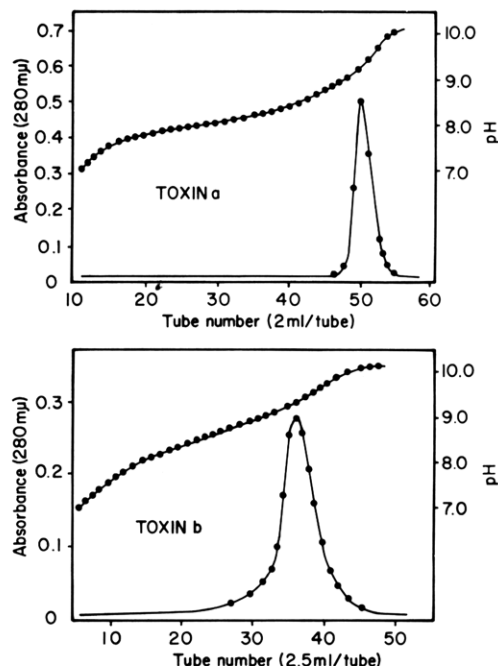 0.7
0.6
0.5
0.4
0.3
0.2
0.1
0
Absorbance (280mμ)
10.0
9.0
8.0
7.0
pH
TOXIN a
10 20 30 40 50 60
Tube number (2ml/tube)
0.3
0.2
0.1
0
Absorbance (280mμ)
10.0
9.0
8.0
7.0
pH
TOXIN b
10 20 30 40 50
Tube number (2.5ml/tube)